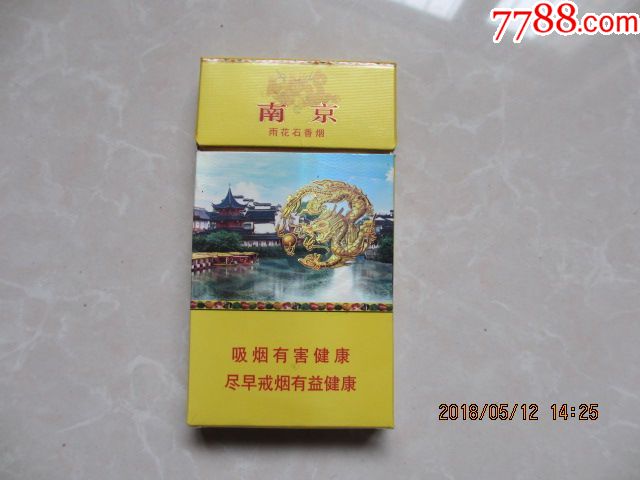 7788.com
南京
雨花石香烟
吸烟有害健康
尽早戒烟有益健康
2018/05/12 14:25